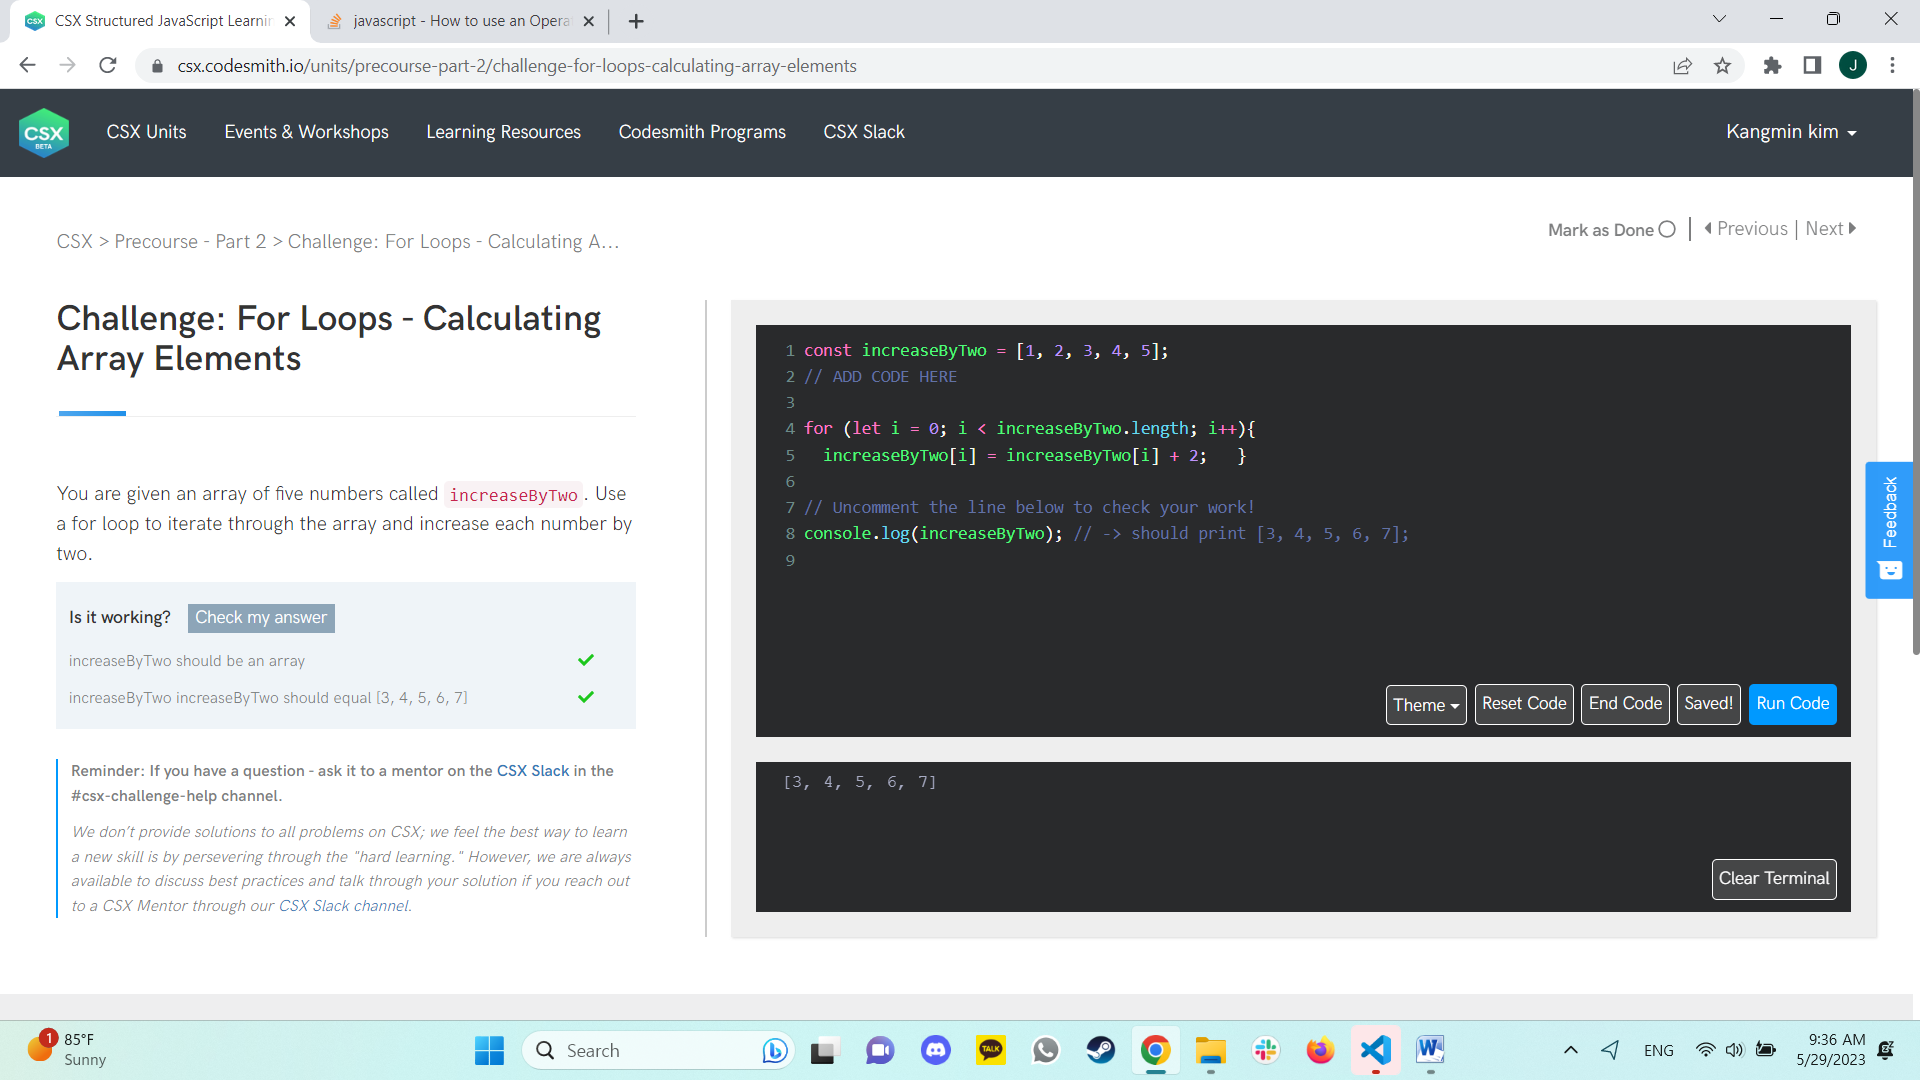 CSX Structured JavaScript Learnin
javascript - How to use an Opera
csx.codesmith.io/units/precourse-part-2/challenge-for-loops-calculating-array-elements
J
CSX
BETA
CSX Units
Events & Workshops
Learning Resources
Codesmith Programs
CSX Slack
Kangmin kim
CSX > Precourse - Part 2 > Challenge: For Loops - Calculating A...
Mark as Done
Previous | Next
Challenge: For Loops - Calculating
Array Elements
You are given an array of five numbers called increaseByTwo. Use
a for loop to iterate through the array and increase each number by
two.
Is it working? Check my answer
increaseByTwo should be an array
increaseByTwo increaseByTwo should equal [3, 4, 5, 6, 7]
Reminder: If you have a question - ask it to a mentor on the CSX Slack in the
#csx-challenge-help channel.
We don't provide solutions to all problems on CSX; we feel the best way to learn
a new skill is by persevering through the "hard learning." However, we are always
available to discuss best practices and talk through your solution if you reach out
to a CSX Mentor through our CSX Slack channel.
1 const increaseByTwo = [1, 2, 3, 4, 5];
2 // ADD CODE HERE
3
4 for (let i = 0; i < increaseByTwo.length; i++){
5 increaseByTwo[i] = increaseByTwo[i] + 2; }
6
7 // Uncomment the line below to check your work!
8 console.log(increaseByTwo); // -> should print [3, 4, 5, 6, 7];
9
Theme
Reset Code
End Code
Saved!
Run Code
[3, 4, 5, 6, 7]
Clear Terminal
Feedback
1
85°F
Sunny
Search
TALK
ENG
9:36 AM
5/29/2023